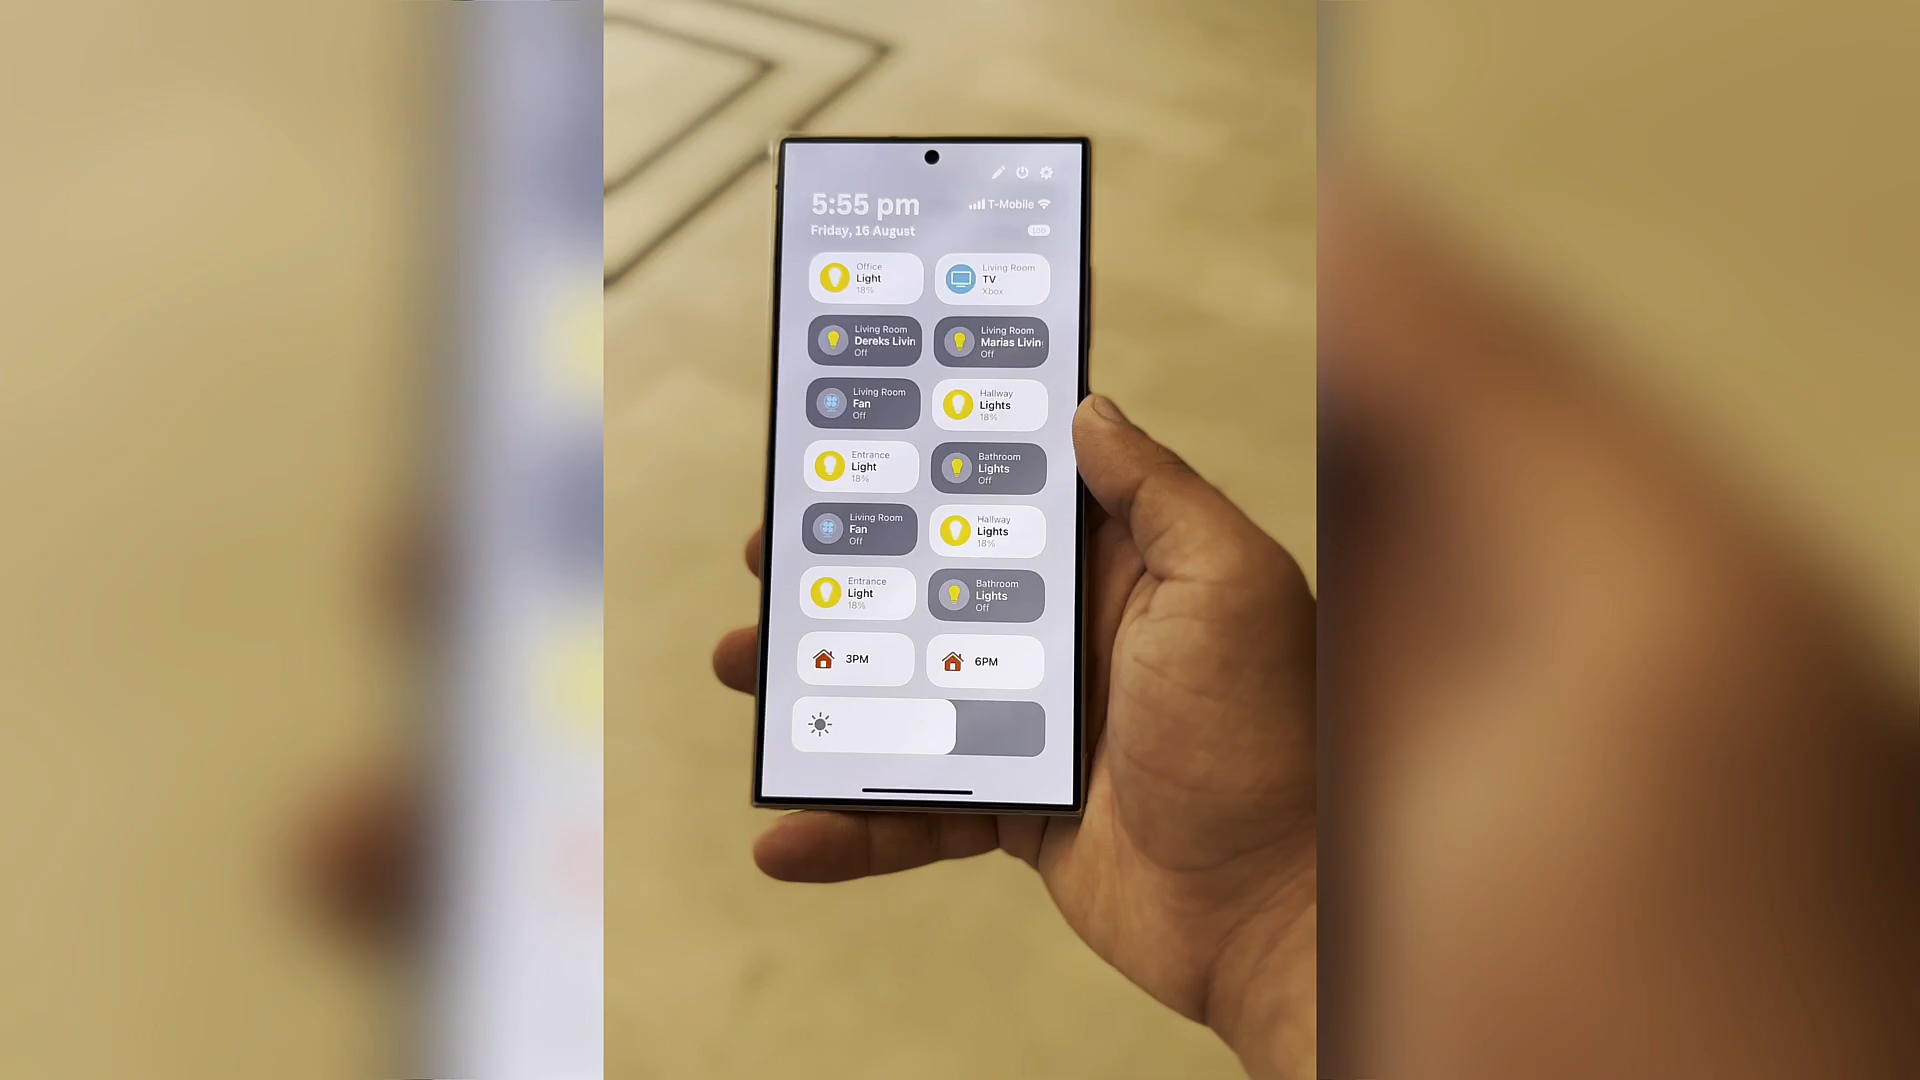 5:55 pm
T-Mobile
Friday, 16 August
100
Office
Light
18%
Living Room
TV
Xbox
Living Room
Dereks Livin
Off
Living Room
Marias Livin
Off
Living Room
Fan
Off
Hallway
Lights
18%
Entrance
Light
18%
Bathroom
Lights
Off
Living Room
Fan
Off
Hallway
Lights
18%
Entrance
Light
18%
Bathroom
Lights
Off
3PM
6PM